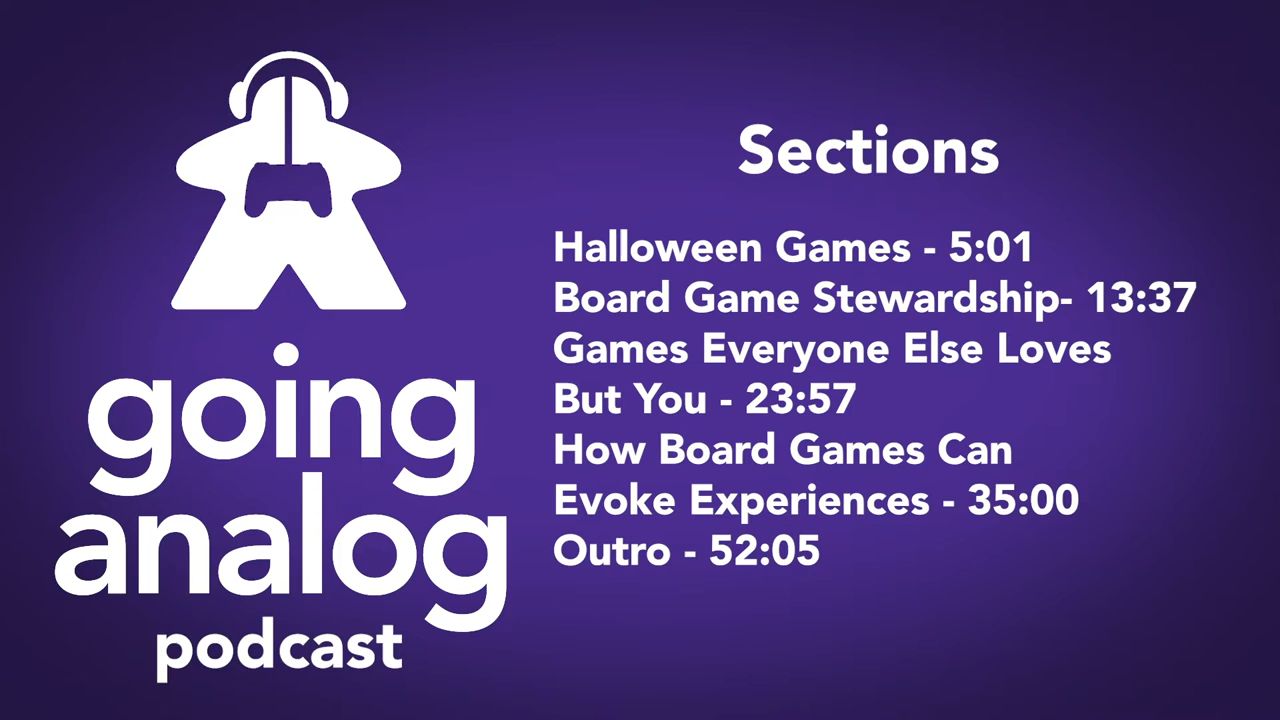 going
analog
podcast
Sections
Halloween Games - 5:01
Board Game Stewardship- 13:37
Games Everyone Else Loves
But You - 23:57
How Board Games Can
Evoke Experiences - 35:00
Outro - 52:05